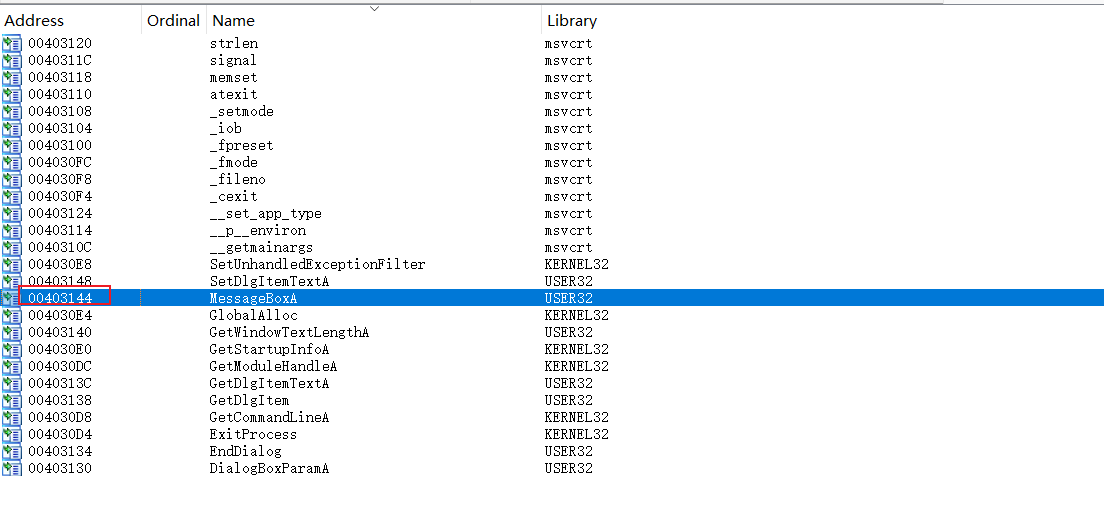 Address Ordinal Name Library
00403120 strlen msvcrt
0040311C signal msvcrt
00403118 memset msvcrt
00403110 atexit msvcrt
00403108 _setmode msvcrt
00403104 _iob msvcrt
00403100 _fpreset msvcrt
004030FC _fmode msvcrt
004030F8 _fileno msvcrt
004030F4 _cexit msvcrt
00403124 __set_app_type msvcrt
00403114 __p__environ msvcrt
0040310C __getmainargs msvcrt
004030E8 SetUnhandledExceptionFilter KERNEL32
00403148 SetDlgItemTextA USER32
00403144 MessageBoxA USER32
004030E4 GlobalAlloc KERNEL32
00403140 GetWindowTextLengthA USER32
004030E0 GetStartupInfoA KERNEL32
004030DC GetModuleHandleA KERNEL32
0040313C GetDlgItemTextA USER32
00403138 GetDlgItem USER32
004030D8 GetCommandLineA KERNEL32
004030D4 ExitProcess KERNEL32
00403134 EndDialog USER32
00403130 DialogBoxParamA USER32